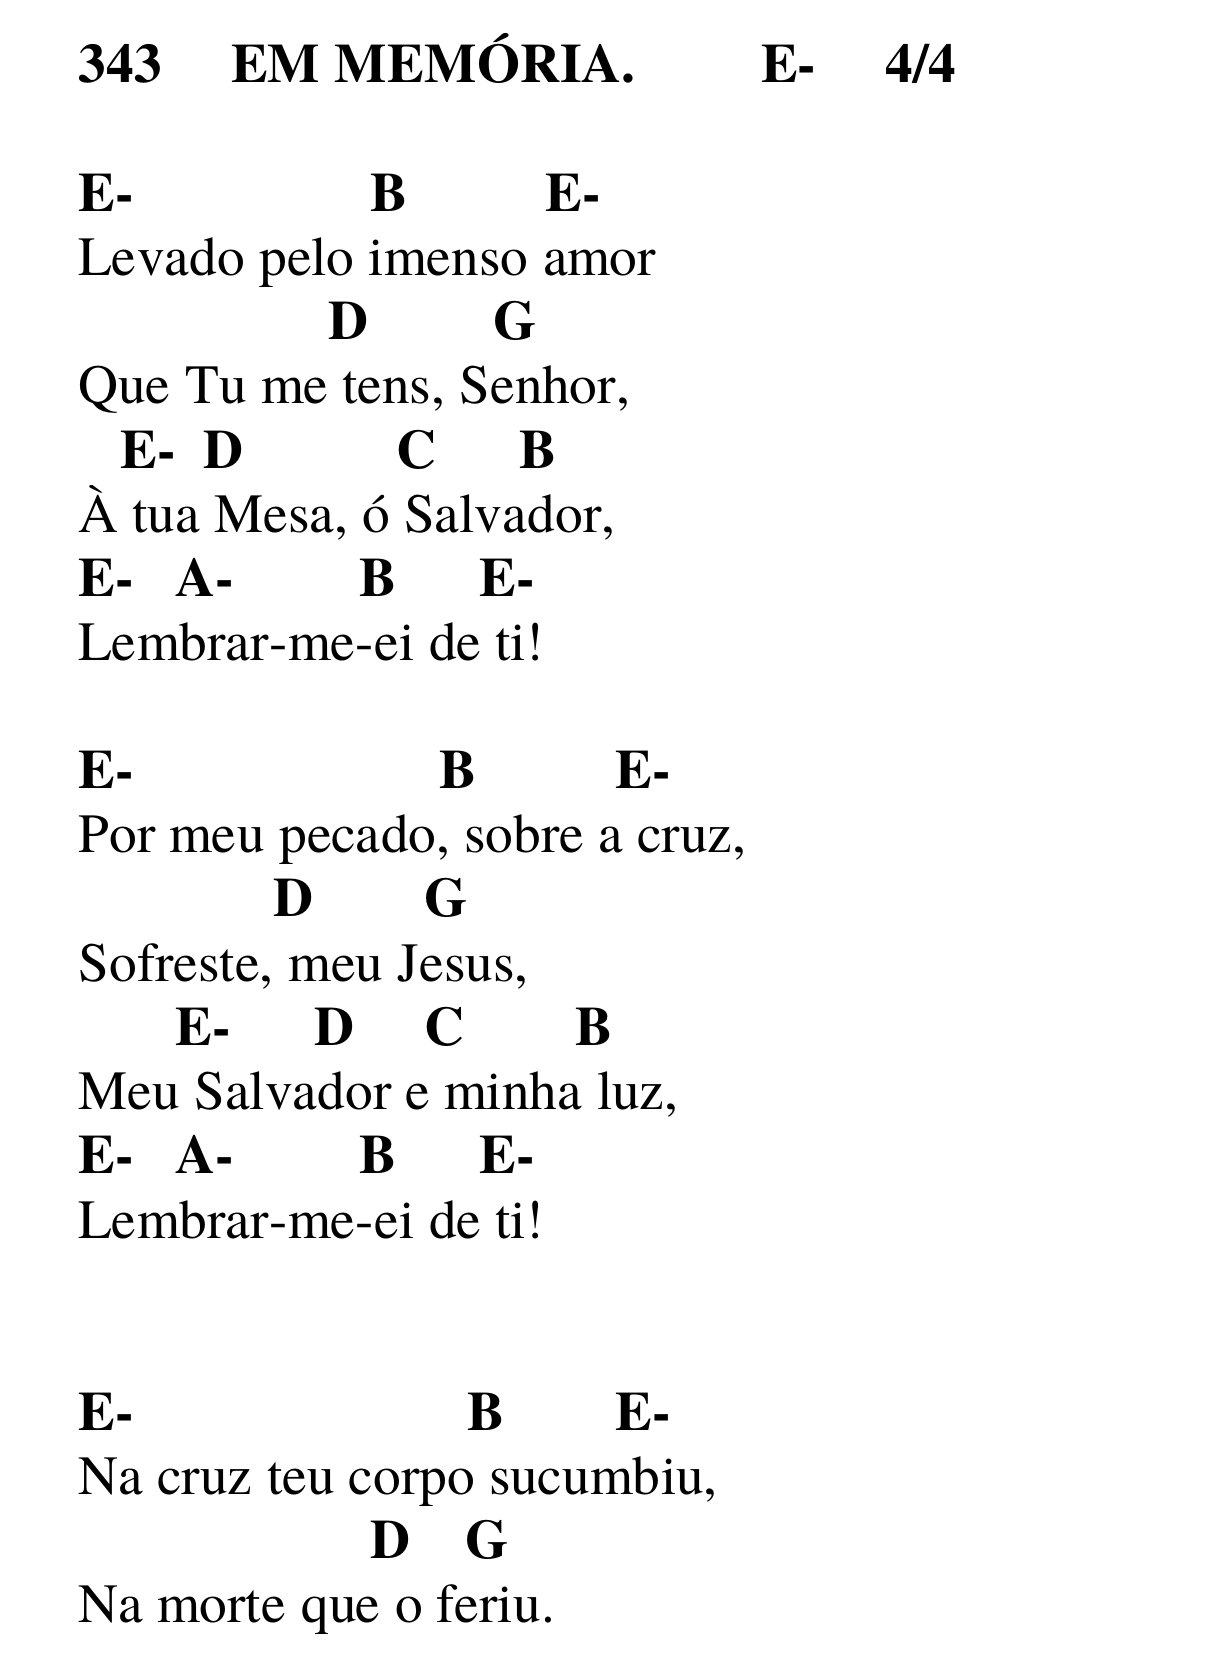 343 EM MEMÓRIA. E- 4/4
E- B E-
Levado pelo imenso amor
D G
Que Tu me tens, Senhor,
E- D C B
À tua Mesa, ó Salvador,
E- A- B E-
Lembrar-me-ei de ti!
E- B E-
Por meu pecado, sobre a cruz,
D G
Sofreste, meu Jesus,
E- D C B
Meu Salvador e minha luz,
E- A- B E-
Lembrar-me-ei de ti!
E- B E-
Na cruz teu corpo sucumbiu,
D G
Na morte que o feriu.